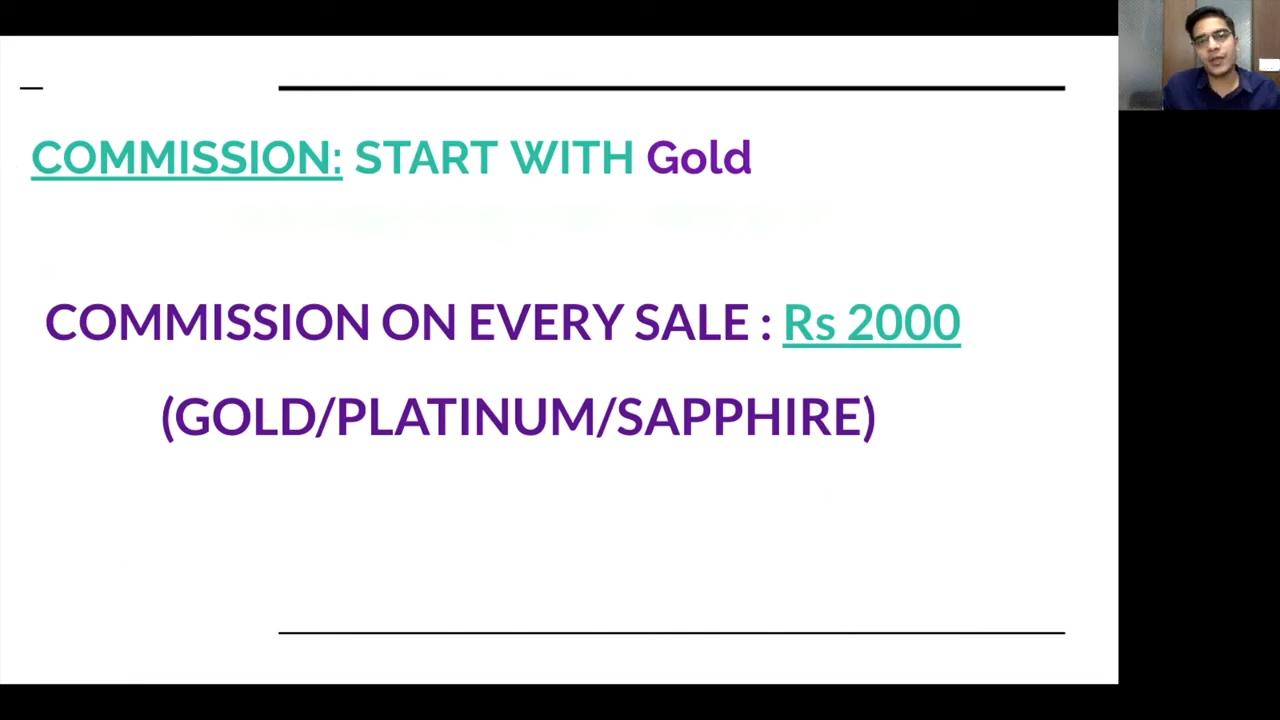 COMMISSION: START WITH Gold
COMMISSION ON EVERY SALE : Rs 2000
(GOLD/PLATINUM/SAPPHIRE)